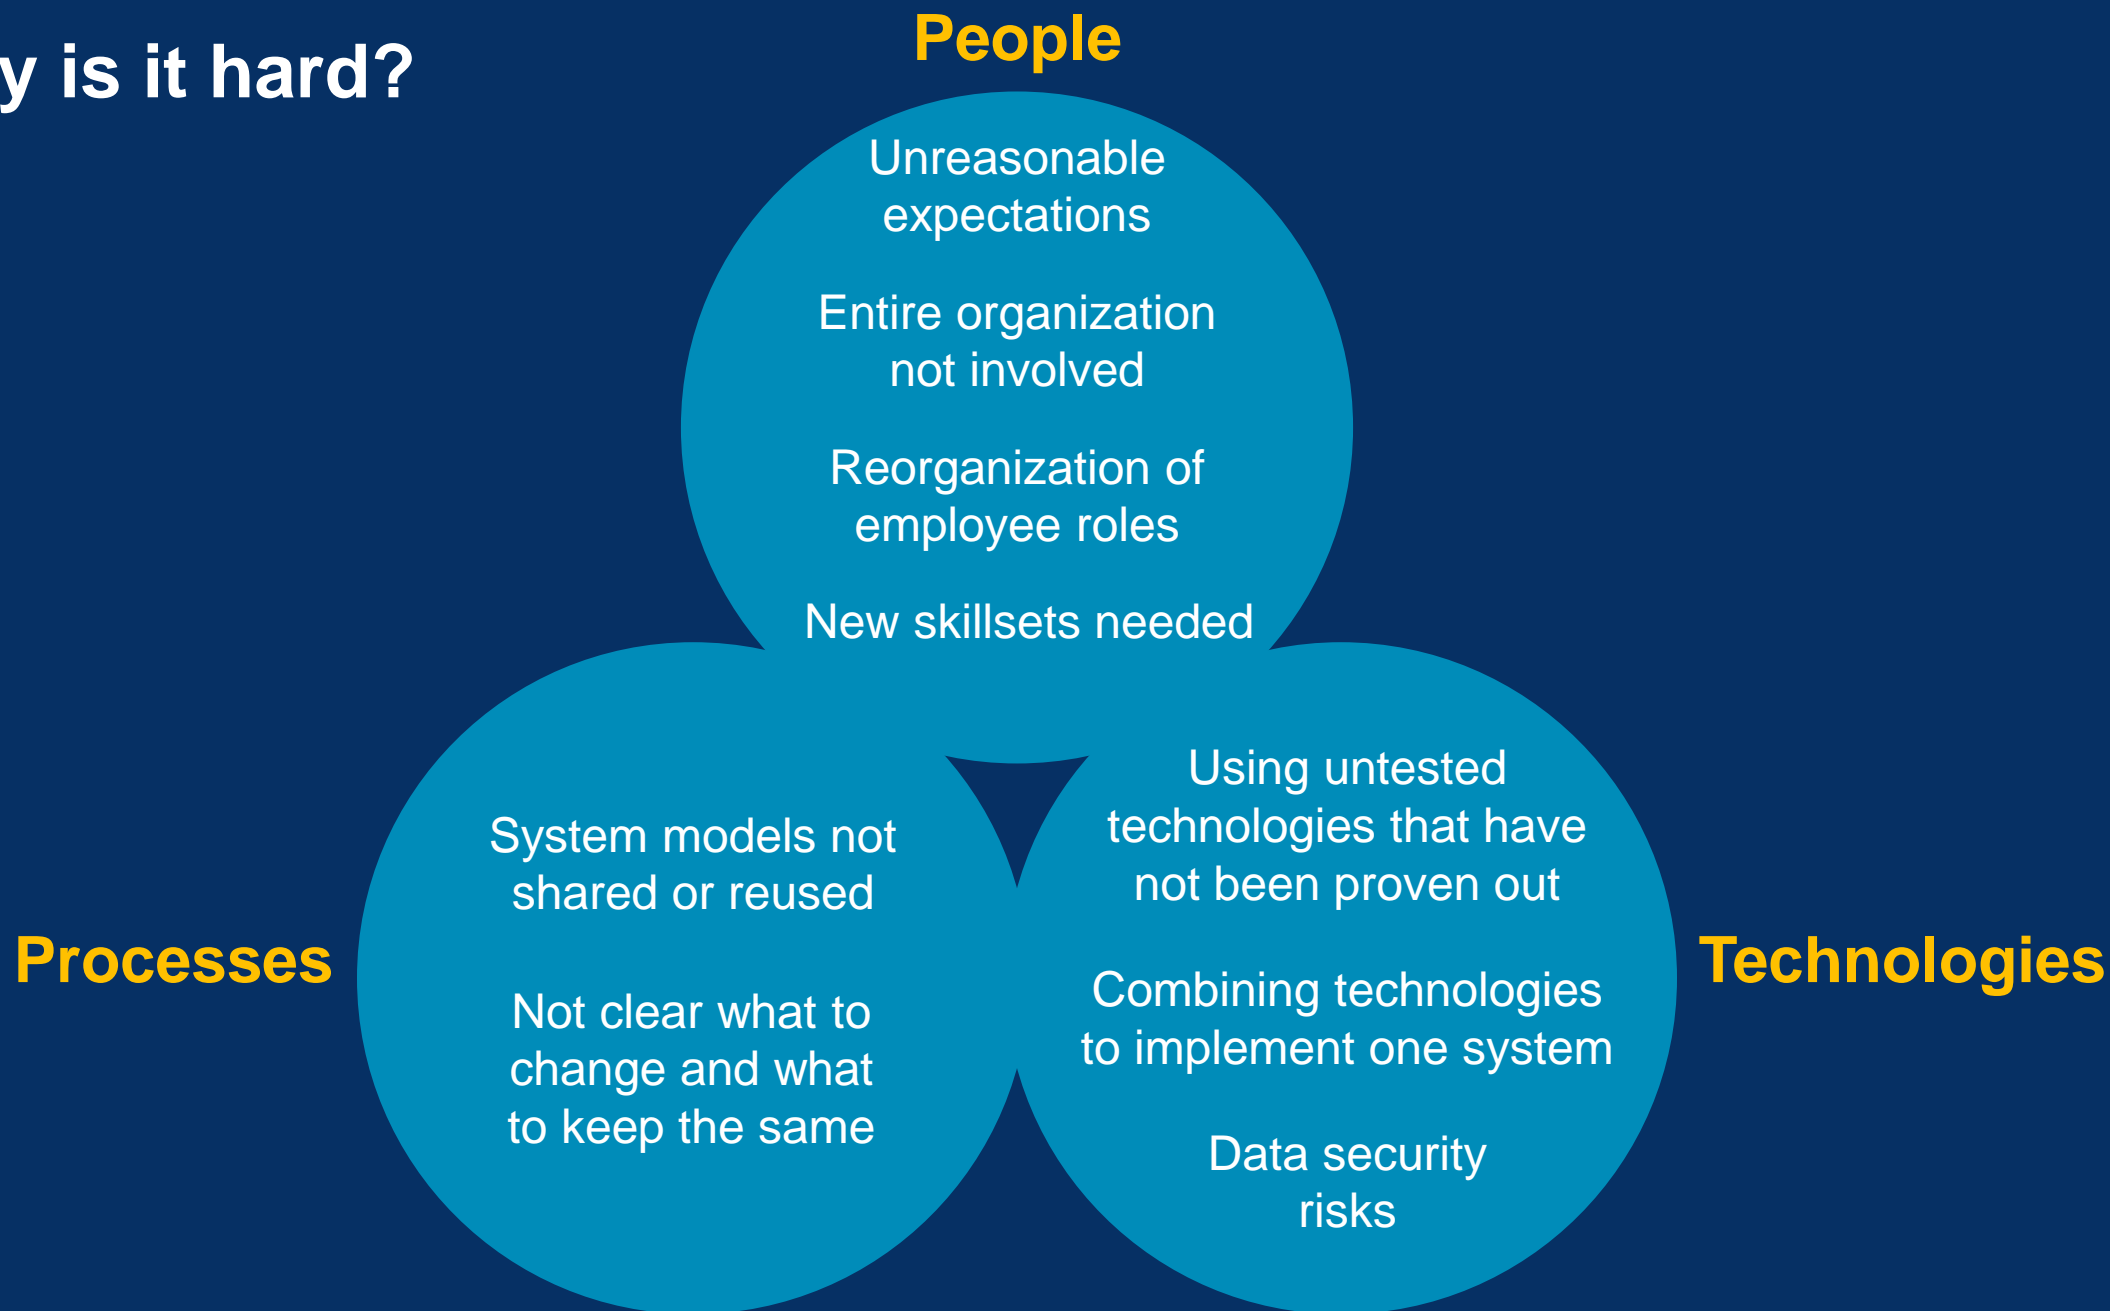 y is it hard?
People
Unreasonable
expectations
Entire organization
not involved
Reorganization of
employee roles
New skillsets needed
Processes
System models not
shared or reused
Not clear what to
change and what
to keep the same
Using untested
technologies that have
not been proven out
Combining technologies
to implement one system
Data security
risks
Technologies